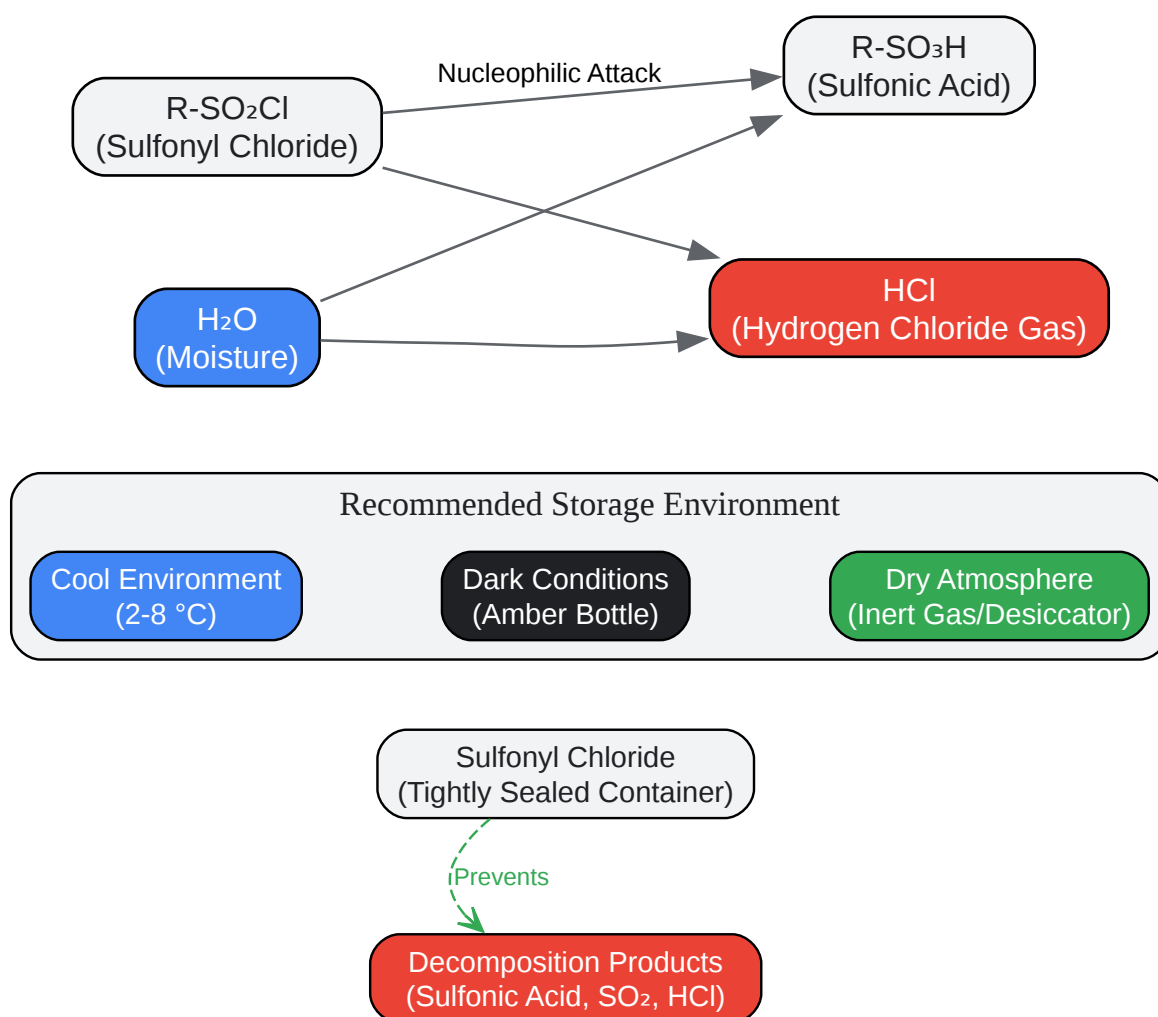 Nucleophilic Attack
R-SO₂Cl
(Sulfonyl Chloride)
R-SO₃H
(Sulfonic Acid)
H₂O
(Moisture)
HCl
(Hydrogen Chloride Gas)
Recommended Storage Environment
Cool Environment
(2-8 °C)
Dark Conditions
(Amber Bottle)
Dry Atmosphere
(Inert Gas/Desiccator)
Sulfonyl Chloride
(Tightly Sealed Container)
Prevents
Decomposition Products
(Sulfonic Acid, SO₂, HCl)